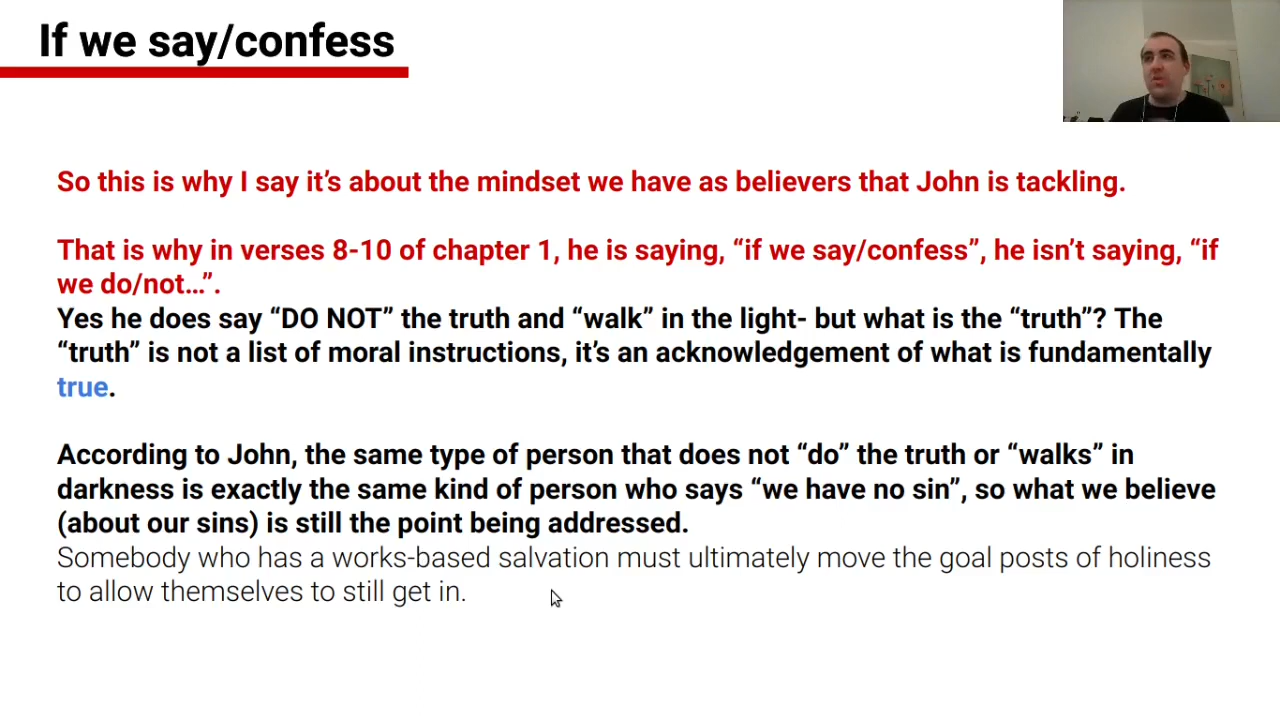 If we say/confess
So this is why I say it’s about the mindset we have as believers that John is tackling.
That is why in verses 8-10 of chapter 1, he is saying, “if we say/confess”, he isn’t saying, “if
we do/not…”.
Yes he does say “DO NOT” the truth and “walk” in the light- but what is the “truth”? The
“truth” is not a list of moral instructions, it’s an acknowledgement of what is fundamentally
true.
According to John, the same type of person that does not “do” the truth or “walks” in
darkness is exactly the same kind of person who says “we have no sin”, so what we believe
(about our sins) is still the point being addressed.
Somebody who has a works-based salvation must ultimately move the goal posts of holiness
to allow themselves to still get in.